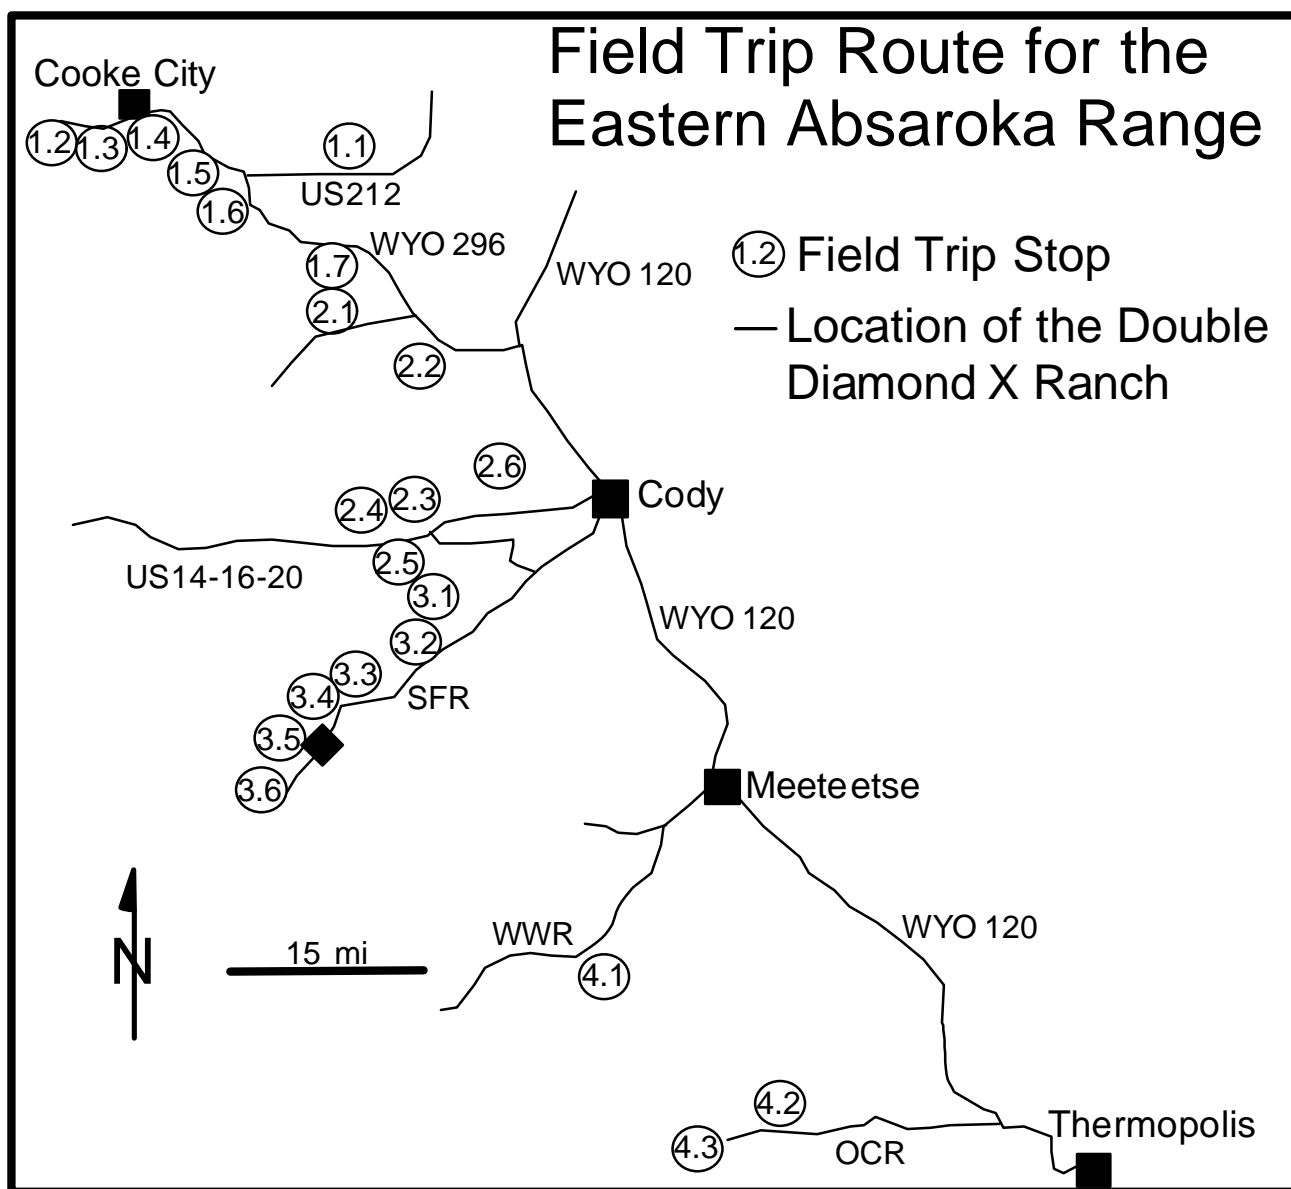 Field Trip Route for the
Eastern Absaroka Range
Cooke City
1.2
1.3
1.4
1.1
1.5
US212
1.6
WYO 296
1.2 Field Trip Stop
1.7
WYO 120
2.1
Location of the Double
Diamond X Ranch
2.2
2.6
Cody
2.4
2.3
US14-16-20
2.5
3.1
WYO 120
3.2
3.3
3.4
SFR
3.5
3.6
Meeteetse
WWR
WYO 120
N
15 mi
4.1
4.2
Thermopolis
4.3
OCR